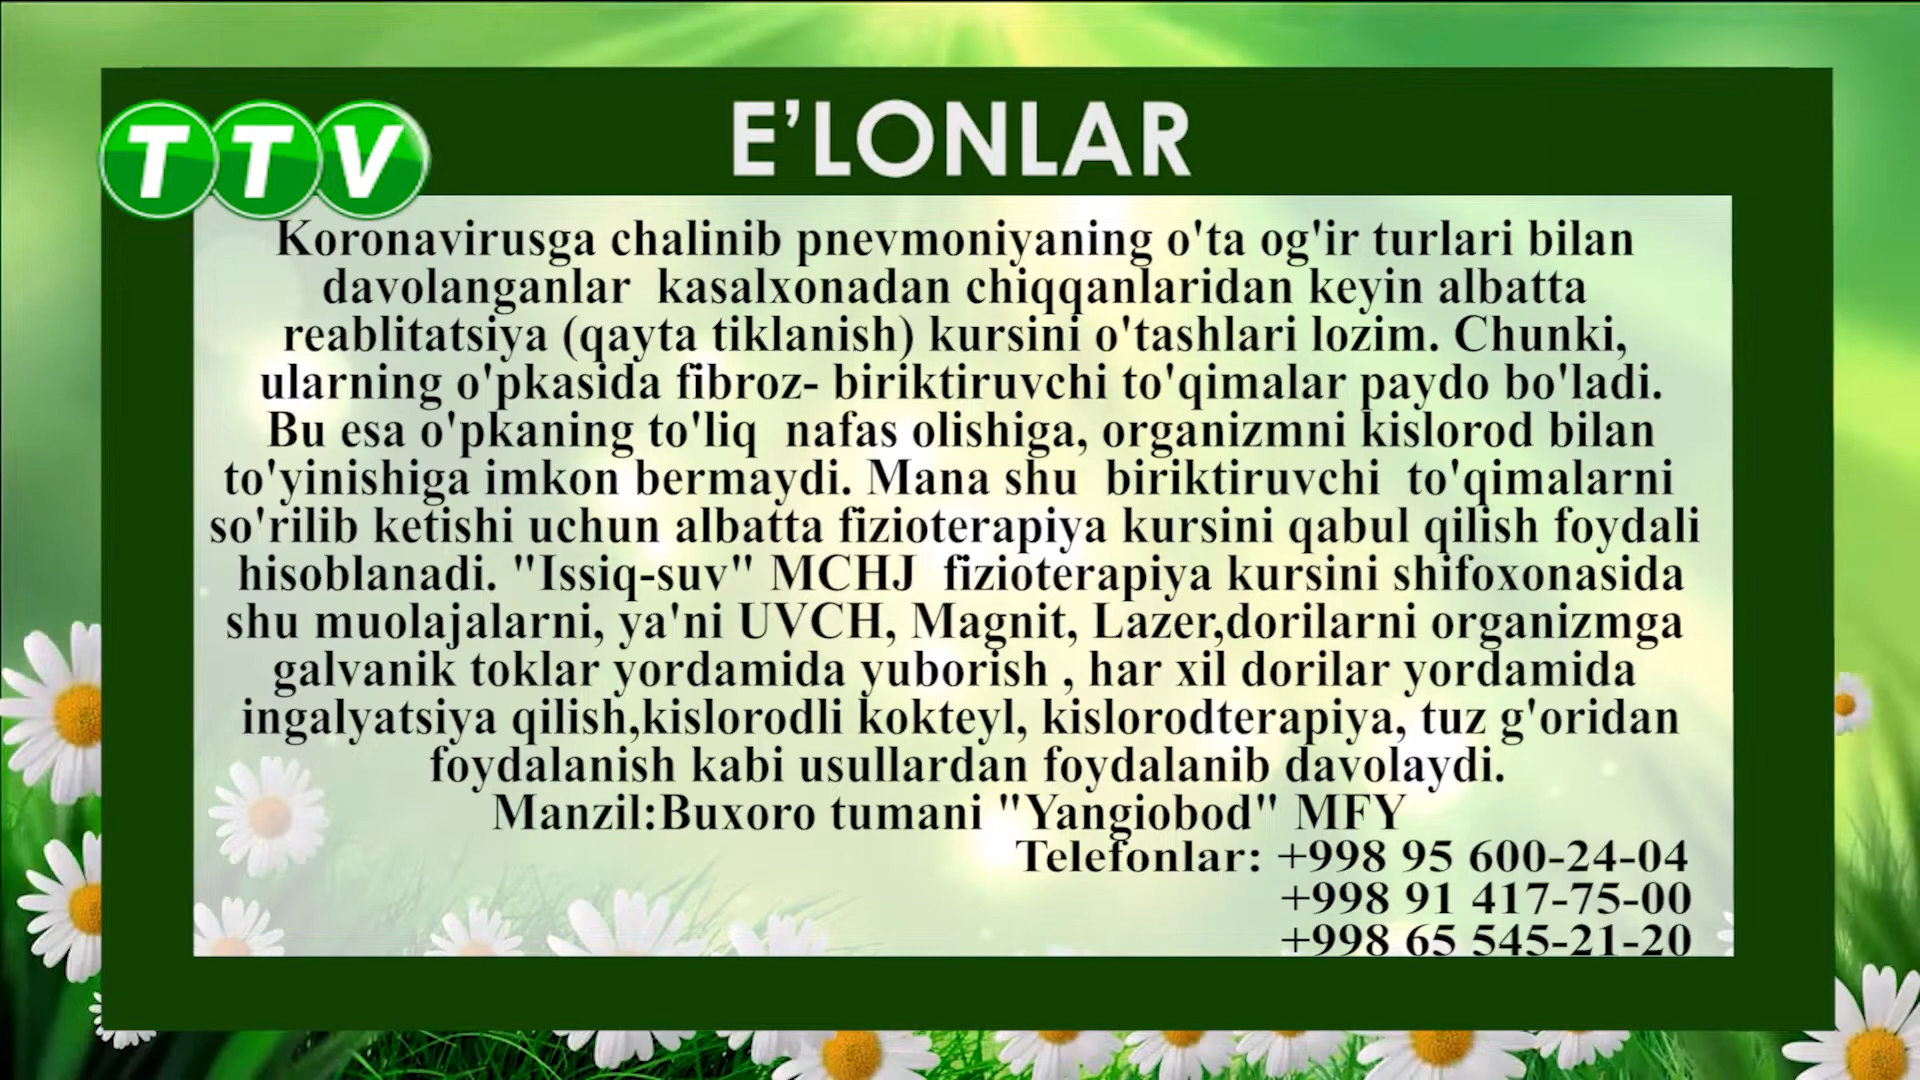 TTV
E’LONLAR
Koronavirusga chalinib pnevmoniyaning o'ta og'ir turlari bilan
davolanganlar kasalxonadan chiqqanlaridan keyin albatta
reablitatsiya (qayta tiklanish) kursini o'tashlari lozim. Chunki,
ularning o'pkasida fibroz- biriktiruvchi to'qimalar paydo bo'ladi.
Bu esa o'pkaning to'liq nafas olishiga, organizmni kislorod bilan
to'yinishiga imkon bermaydi. Mana shu biriktiruvchi to'qimalarni
so'rilib ketishi uchun albatta fizioterapiya kursini qabul qilish foydali
hisoblanadi. "Issiq-suv" MCHJ fizioterapiya kursini shifoxonasida
shu muolajalarni, ya'ni UVCH, Magnit, Lazer,dorilarni organizmga
galvanik toklar yordamida yuborish , har xil dorilar yordamida
ingalyatsiya qilish,kislorodli kokteyl, kislorodterapiya, tuz g'oridan
foydalanish kabi usullardan foydalanib davolaydi.
Manzil:Buxoro tumani "Yangiobod" MFY
Telefonlar: +998 95 600-24-04
+998 91 417-75-00
+998 65 545-21-20